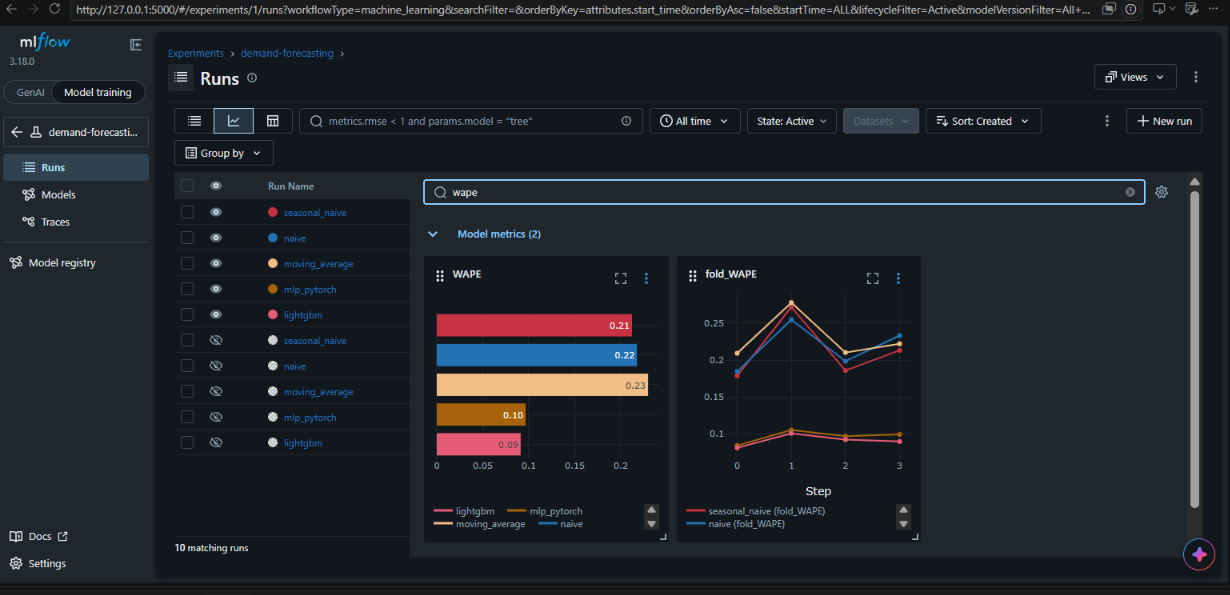 http://127.0.0.1:5000/#/experiments/1/runs?workflowType=machine_learning&searchFilter=&orderByKey=attributes.start_time&orderByAsc=false&startTime=ALL&lifecycleFilter=Active&modelVersionFilter=All+...
mlflow
3.18.0
GenAI Model training
demand-forecasti...
Runs
Models
Traces
Model registry
Docs
Settings
Experiments > demand-forecasting >
Runs
Views
metrics.rmse < 1 and params.model = "tree"
All time
State: Active
Datasets
Sort: Created
+ New run
Group by
Run Name
seasonal_naive
naive
moving_average
mlp_pytorch
lightgbm
seasonal_naive
naive
moving_average
mlp_pytorch
lightgbm
10 matching runs
wape
Model metrics (2)
WAPE
0.21
0.22
0.23
0.10
0.09
0 0.05 0.1 0.15 0.2
lightgbm mlp_pytorch
moving_average naive
fold_WAPE
0.25
0.2
0.15
0.1
0 1 2 3
Step
seasonal_naive (fold_WAPE)
naive (fold_WAPE)